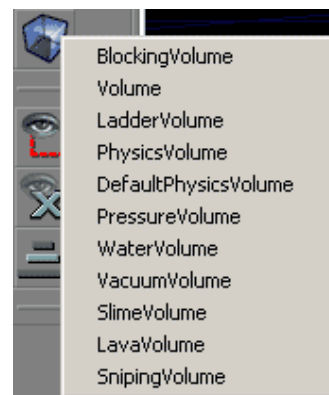 BlockingVolume
Volume
LadderVolume
PhysicsVolume
DefaultPhysicsVolume
PressureVolume
WaterVolume
VacuumVolume
SlimeVolume
LavaVolume
SnipingVolume